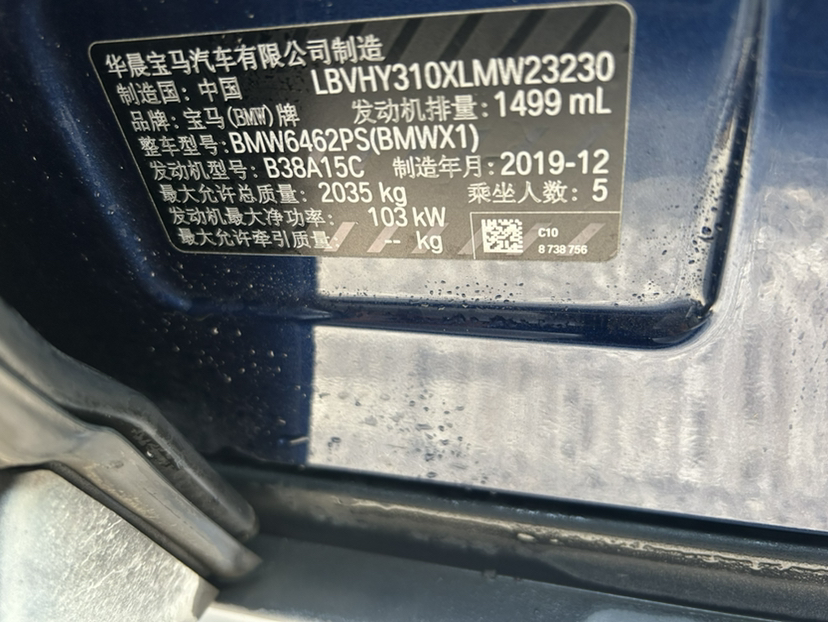 华晨宝马汽车有限公司制造
制造国：中国 LBVHY310XLMW23230
品牌：宝马(BMW)牌 发动机排量：1499 mL
整车型号：BMW6462PS(BMWX1)
发动机型号：B38A15C 制造年月：2019-12
最大允许总质量：2035 kg 乘坐人数：5
发动机最大净功率：103 kW
最大允许牵引质量 -- kg
C10
8 738 756